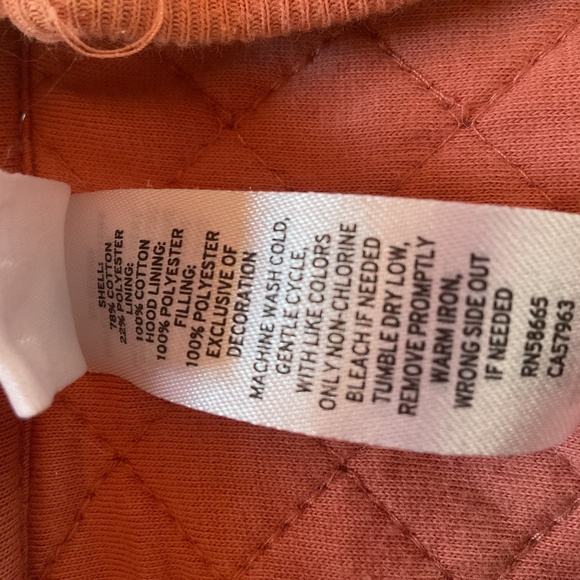 SHELL:
78% COTTON
22% POLYESTER
LINING:
100% COTTON
HOOD LINING:
100% POLYESTER
FILLING:
100% POLYESTER
EXCLUSIVE OF
DECORATION
MACHINE WASH COLD,
GENTLE CYCLE,
WITH LIKE COLORS
ONLY NON-CHLORINE
BLEACH IF NEEDED
TUMBLE DRY LOW,
REMOVE PROMPTLY
WARM IRON,
WRONG SIDE OUT
IF NEEDED
RN58665
CA57963